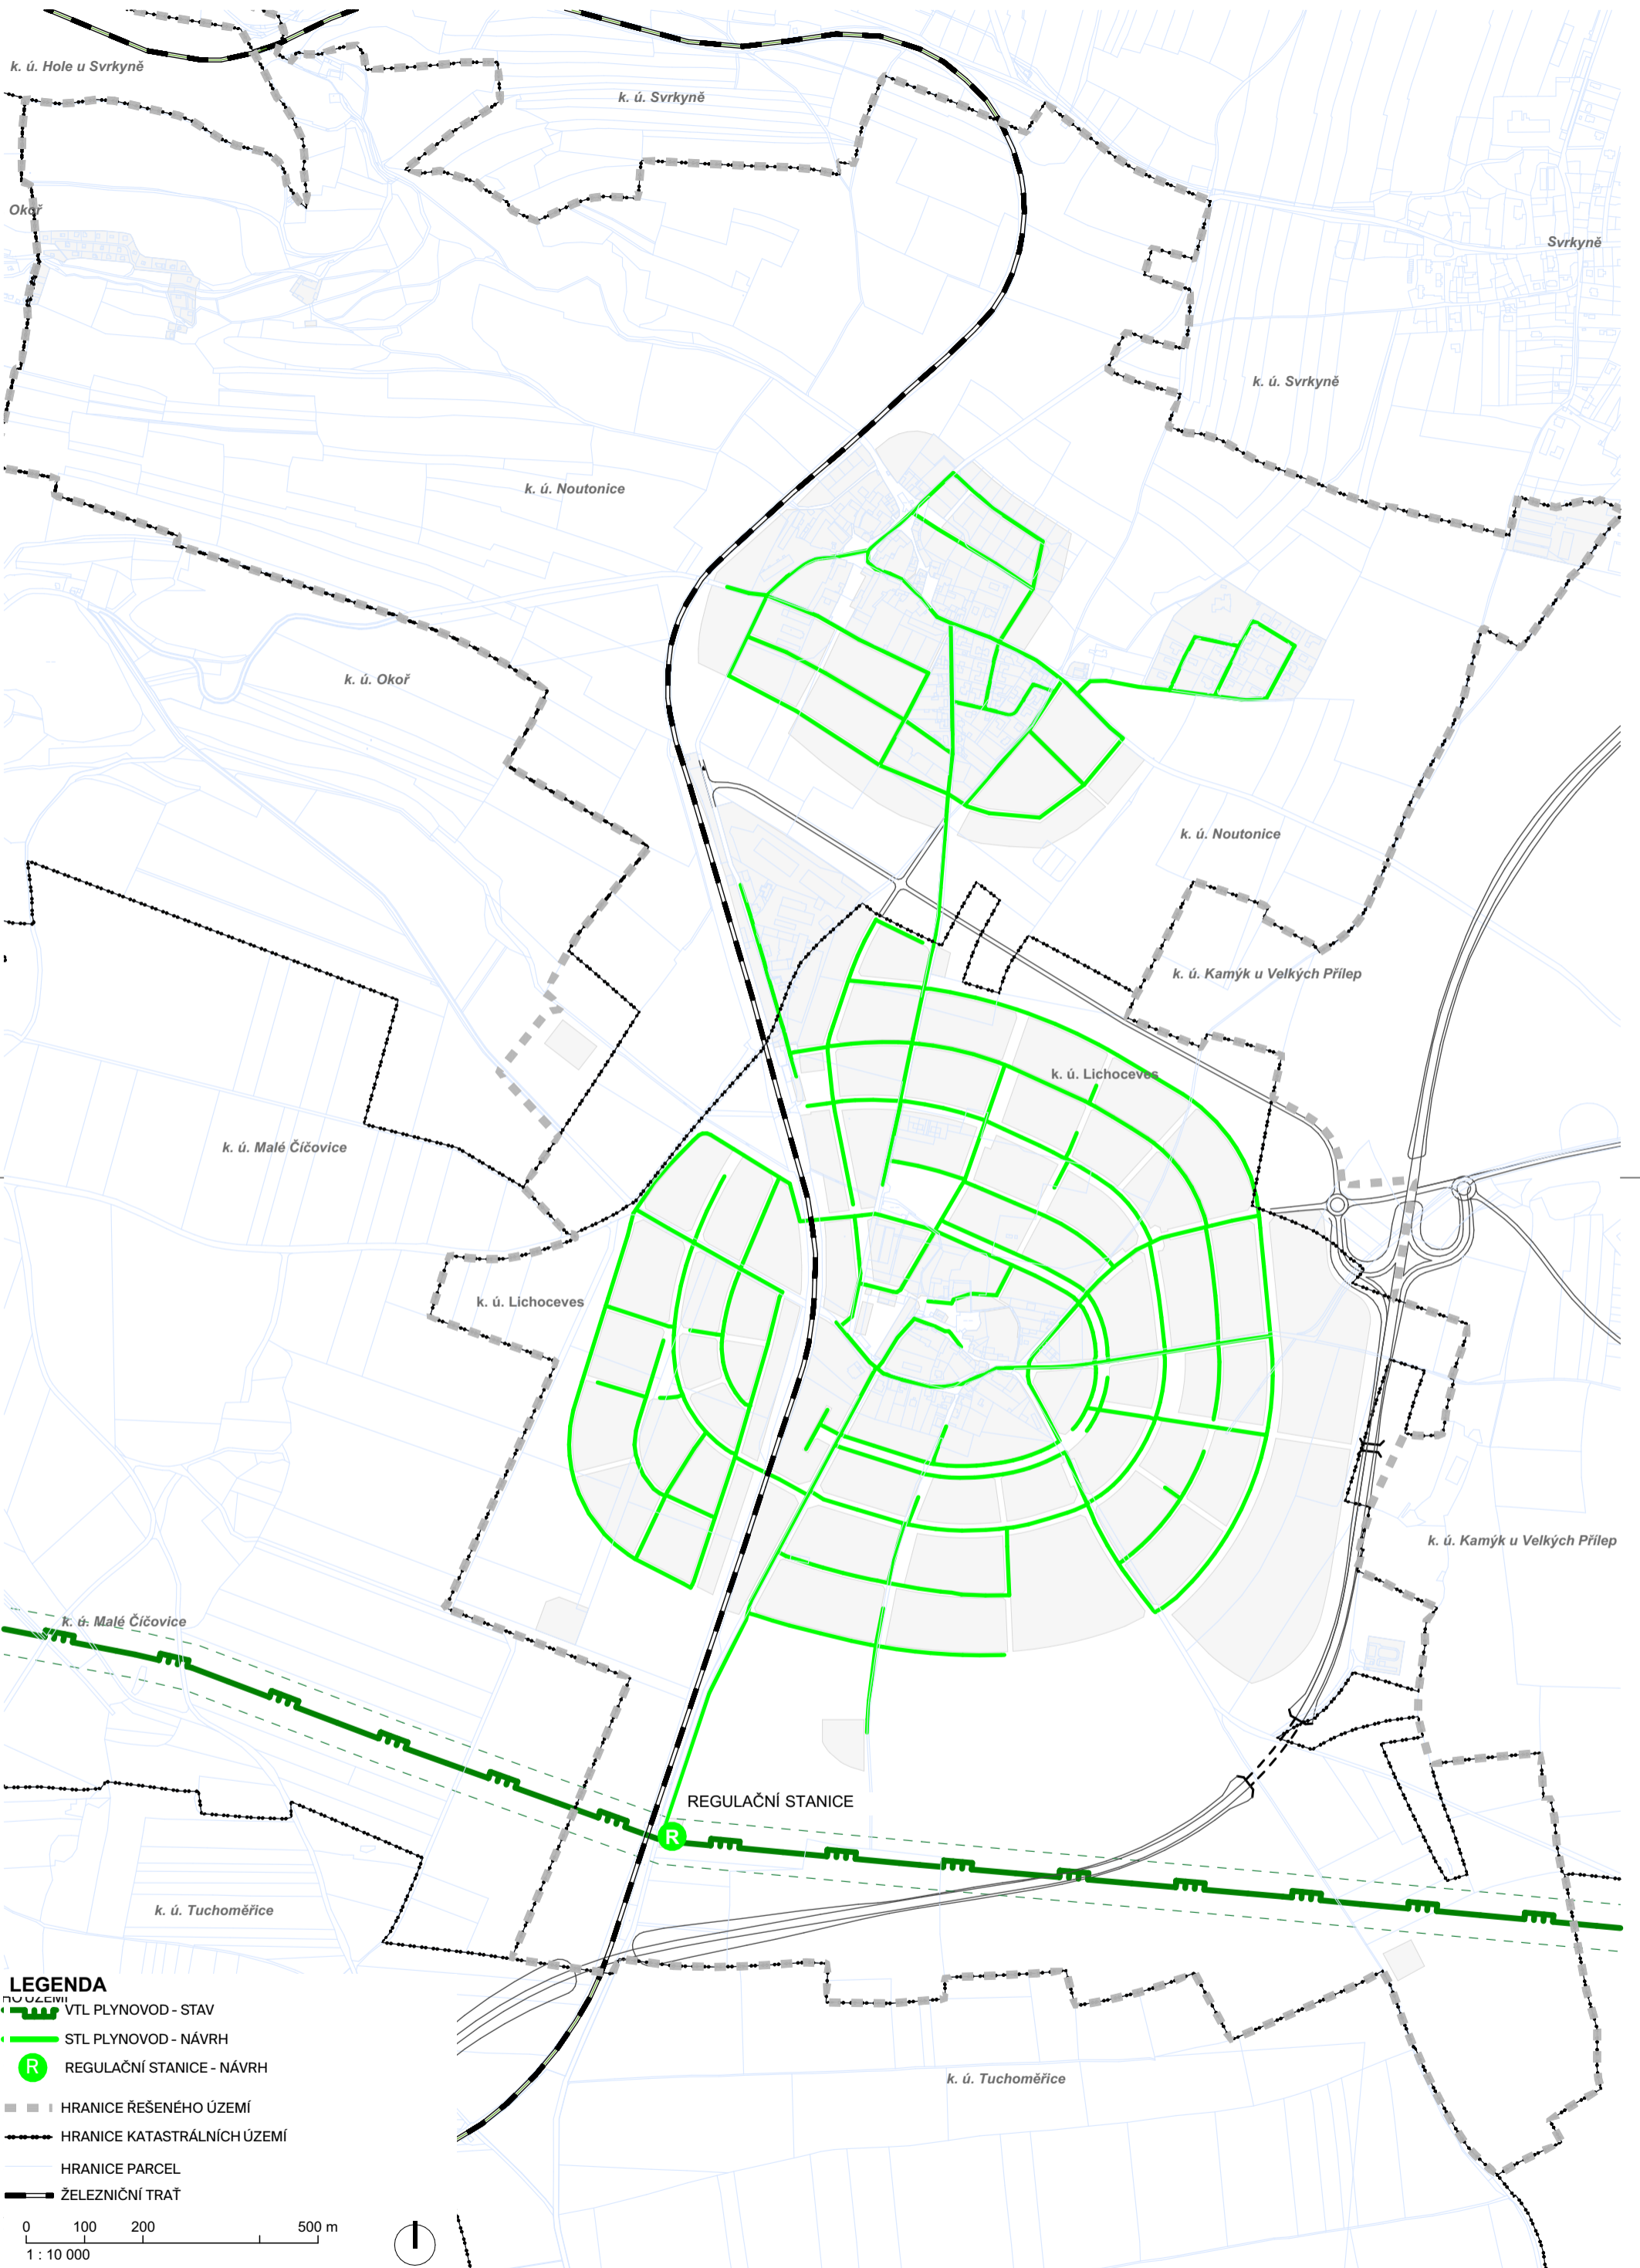 k. ú. Hole u Svrkyně
k. ú. Svrkyně
Okoř
Svrkyně
k. ú. Svrkyně
k. ú. Noutonice
k. ú. Okoř
k. ú. Noutonice
k. ú. Kamýk u Velkých Přílep
k. ú. Lichoceves
k. ú. Malé Číčovice
k. ú. Lichoceves
k. ú. Kamýk u Velkých Přílep
k. ú. Malé Číčovice
REGULAČNÍ STANICE
R
k. ú. Tuchoměřice
k. ú. Tuchoměřice
LEGENDA
VTL PLYNOVOD - STAV
STL PLYNOVOD - NÁVRH
R REGULAČNÍ STANICE - NÁVRH
HRANICE ŘEŠENÉHO ÚZEMÍ
HRANICE KATASTRÁLNÍCH ÚZEMÍ
HRANICE PARCEL
ŽELEZNIČNÍ TRAŤ
0 100 200 500 m
1 : 10 000